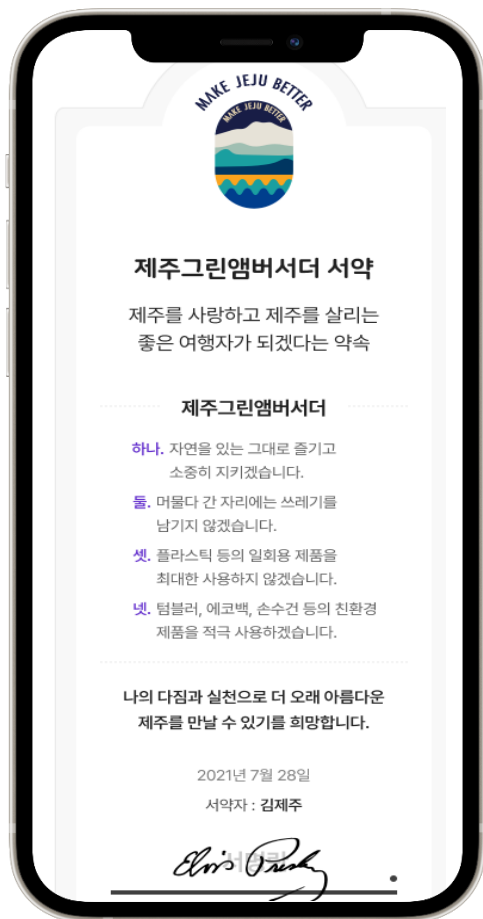 MAKE JEJU BETTER
MAKE JEJU BETTER
제주그린앰버서더 서약
제주를 사랑하고 제주를 살리는
좋은 여행자가 되겠다는 약속
제주그린앰버서더
하나. 자연을 있는 그대로 즐기고
소중히 지키겠습니다.
둘. 머물다 간 자리에는 쓰레기를
남기지 않겠습니다.
셋. 플라스틱 등의 일회용 제품을
최대한 사용하지 않겠습니다.
넷. 텀블러, 에코백, 손수건 등의 친환경
제품을 적극 사용하겠습니다.
나의 다짐과 실천으로 더 오래 아름다운
제주를 만날 수 있기를 희망합니다.
2021년 7월 28일
서약자 : 김제주
Elvis Presley